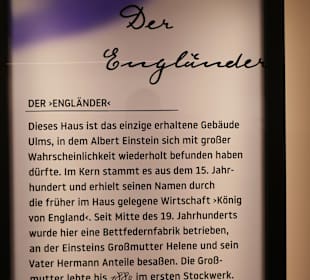 Der
Engländer
DER ›ENGLÄNDER‹
Dieses Haus ist das einzige erhaltene Gebäude
Ulms, in dem Albert Einstein sich mit großer
Wahrscheinlichkeit wiederholt befunden haben
dürfte. Im Kern stammt es aus dem 15. Jahr-
hundert und erhielt seinen Namen durch
die früher im Haus gelegene Wirtschaft ›König
von England‹. Seit Mitte des 19. Jahrhunderts
wurde hier eine Bettfedernfabrik betrieben,
an der Einsteins Großmutter Helene und sein
Vater Hermann Anteile besaßen. Die Groß-
mutter lebte bis im ersten Stockwerk.